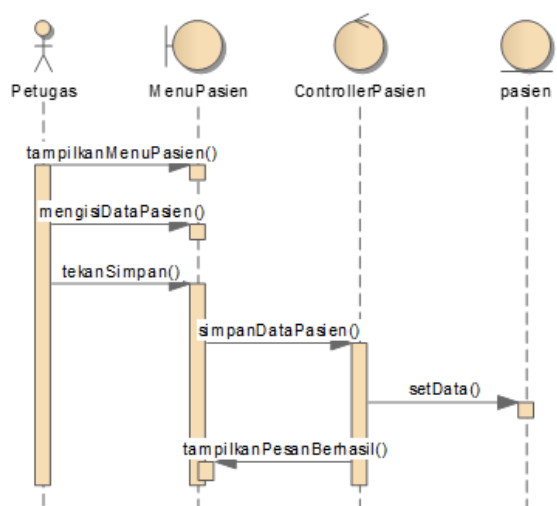 Petugas
MenuPasien
ControllerPasien
pasien
tampilkanMenuPasien()
mengisiDataPasien()
tekanSimpan()
simpanDataPasien()
setData()
tampilkanPesanBerhasil()